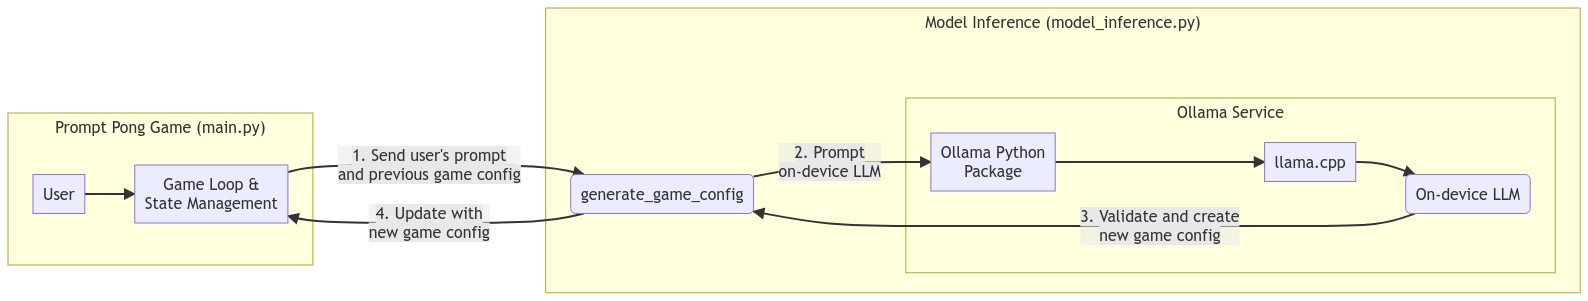 Model Inference (model_inference.py)
Ollama Service
Prompt Pong Game (main.py)
User
Game Loop &
State Management
1. Send user's prompt
and previous game config
4. Update with
new game config
generate_game_config
2. Prompt
on-device LLM
Ollama Python
Package
llama.cpp
On-device LLM
3. Validate and create
new game config